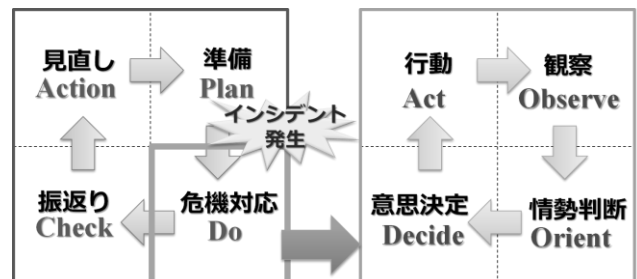 見直し
Action
準備
Plan
インシデント
発生
振返り
Check
危機対応
Do
行動
Act
観察
Observe
意思決定
Decide
情勢判断
Orient